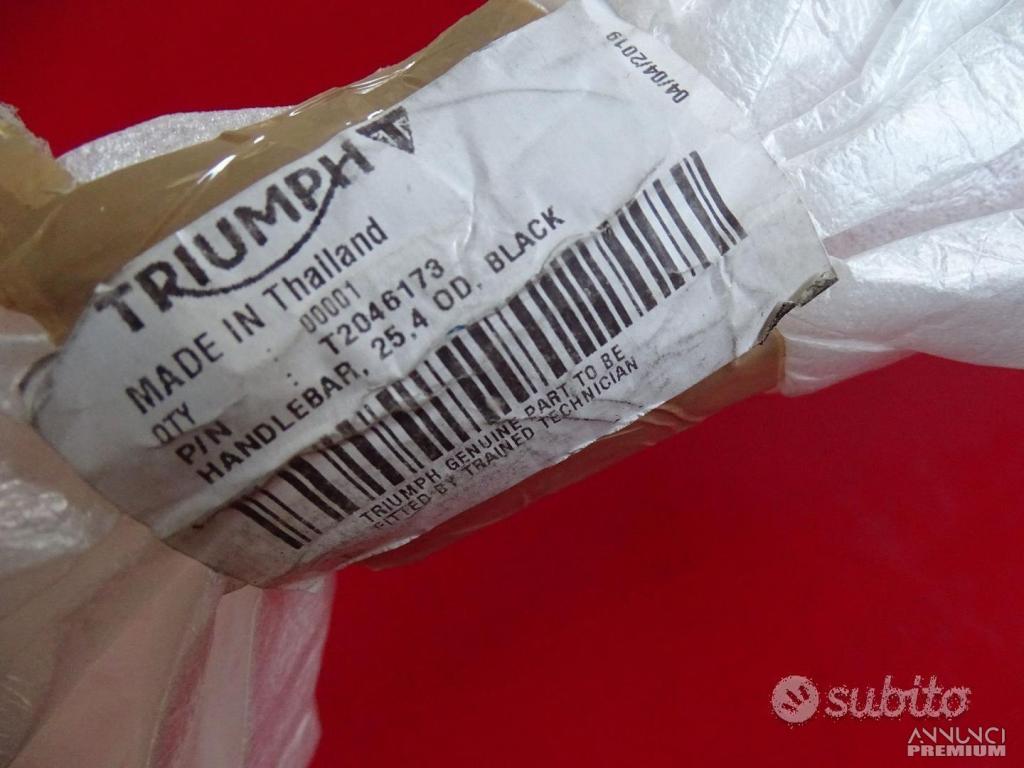 04/04/2019
TRIUMPH
MADE IN Thailand
QTY 00001
P/N : T2046173
HANDLEBAR, 25.4 OD, BLACK
TRIUMPH GENUINE PART TO BE
FITTED BY TRAINED TECHNICIAN
subito
ANNUNCI
PREMIUM